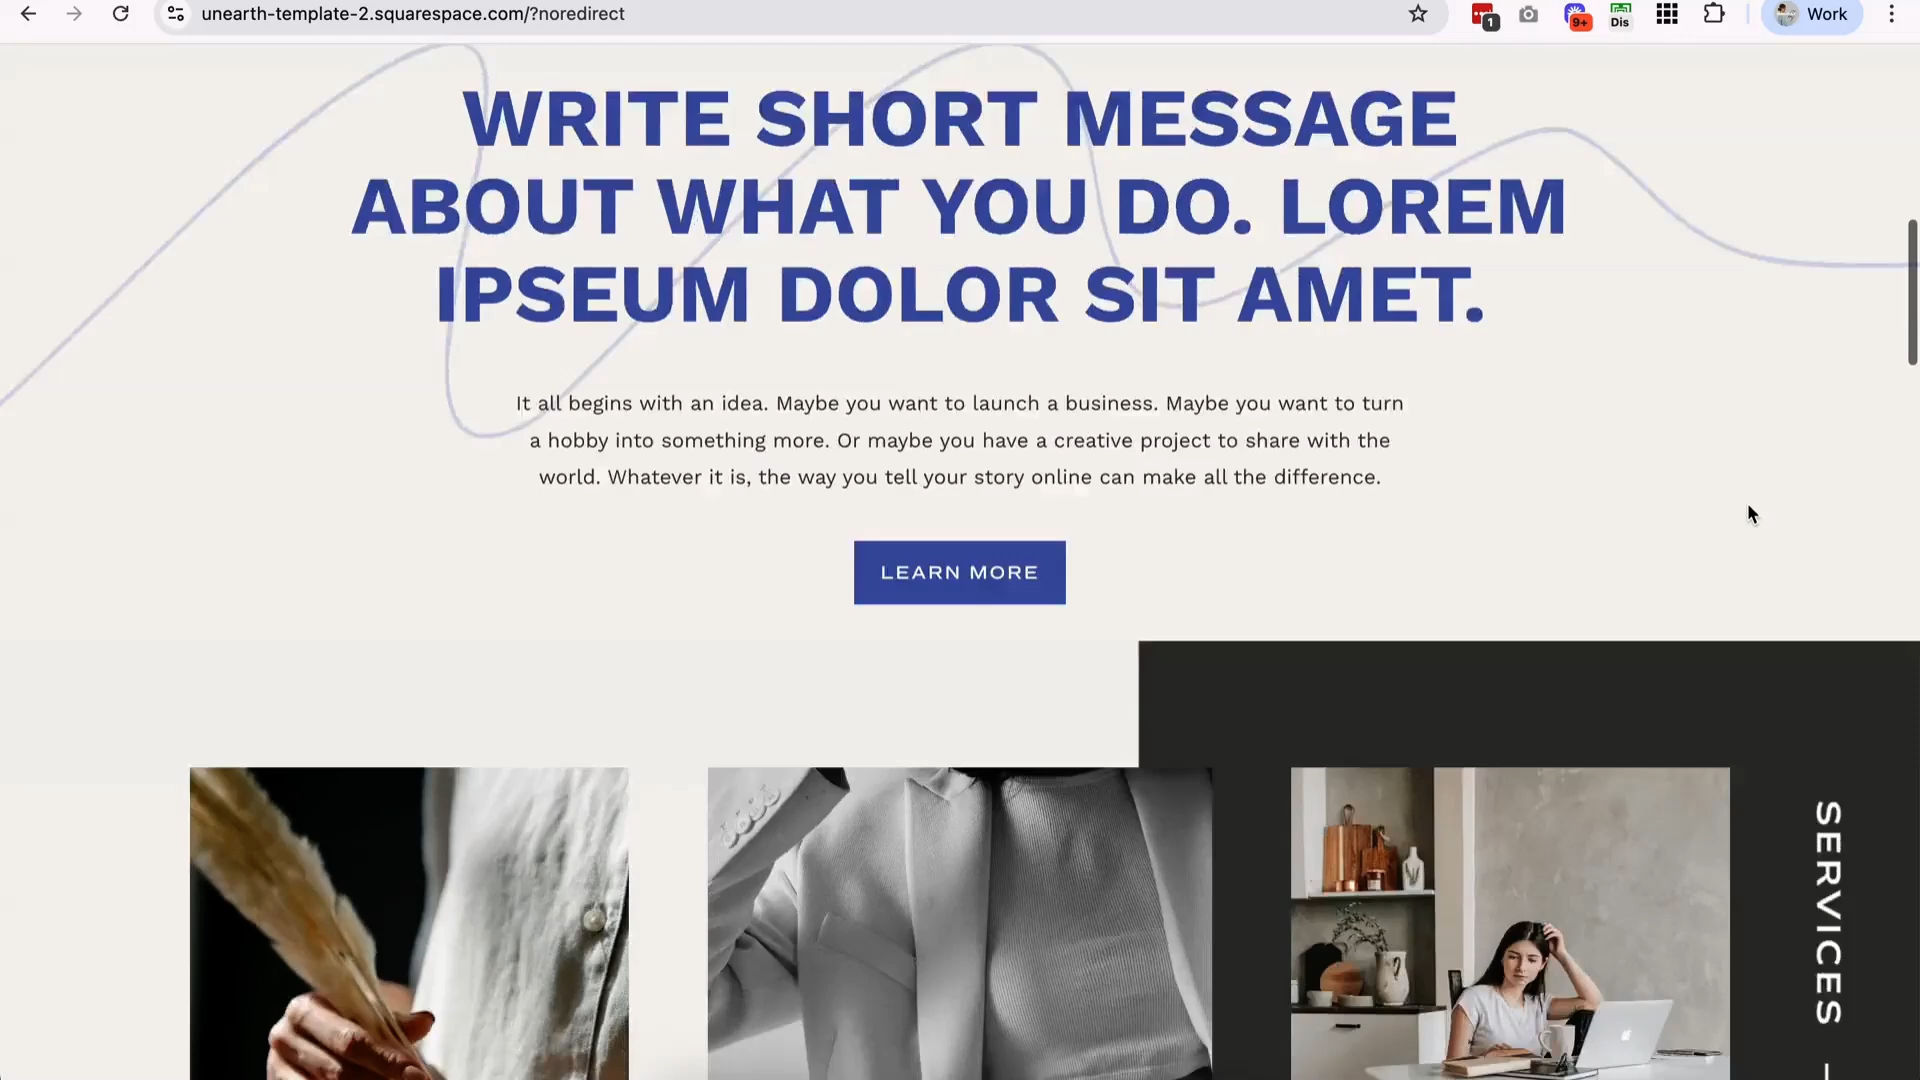 unearth-template-2.squarespace.com/?noredirect
1
9+
Dis
Work
WRITE SHORT MESSAGE
ABOUT WHAT YOU DO. LOREM
IPSEUM DOLOR SIT AMET.
It all begins with an idea. Maybe you want to launch a business. Maybe you want to turn
a hobby into something more. Or maybe you have a creative project to share with the
world. Whatever it is, the way you tell your story online can make all the difference.
LEARN MORE
SERVICES —